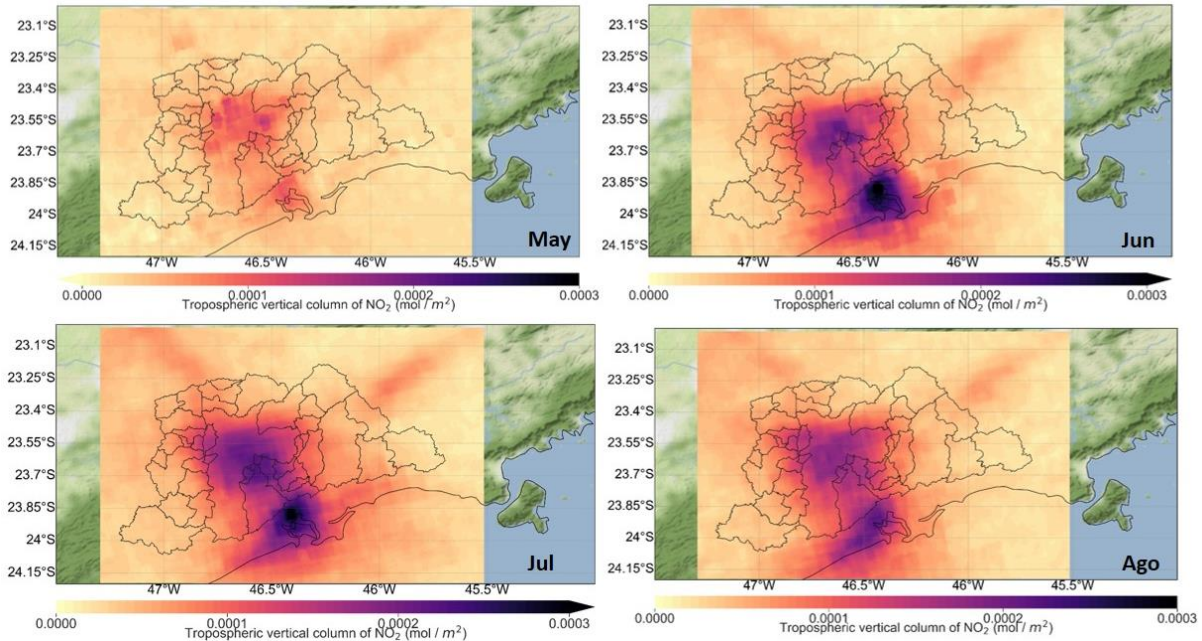 23.1°S
23.25°S
23.4°S
23.55°S
23.7°S
23.85°S
24°S
24.15°S
May
47°W 46.5°W 46°W 45.5°W
0.0000 0.0001 0.0002 0.0003
Tropospheric vertical column of NO₂ (mol / m²)
23.1°S
23.25°S
23.4°S
23.55°S
23.7°S
23.85°S
24°S
24.15°S
Jun
47°W 46.5°W 46°W 45.5°W
0.0000 0.0001 0.0002 0.0003
Tropospheric vertical column of NO₂ (mol / m²)
23.1°S
23.25°S
23.4°S
23.55°S
23.7°S
23.85°S
24°S
24.15°S
Jul
47°W 46.5°W 46°W 45.5°W
0.0000 0.0001 0.0002 0.0003
Tropospheric vertical column of NO₂ (mol / m²)
23.1°S
23.25°S
23.4°S
23.55°S
23.7°S
23.85°S
24°S
24.15°S
Ago
47°W 46.5°W 46°W 45.5°W
0.0000 0.0001 0.0002 0.0003
Tropospheric vertical column of NO₂ (mol / m²)